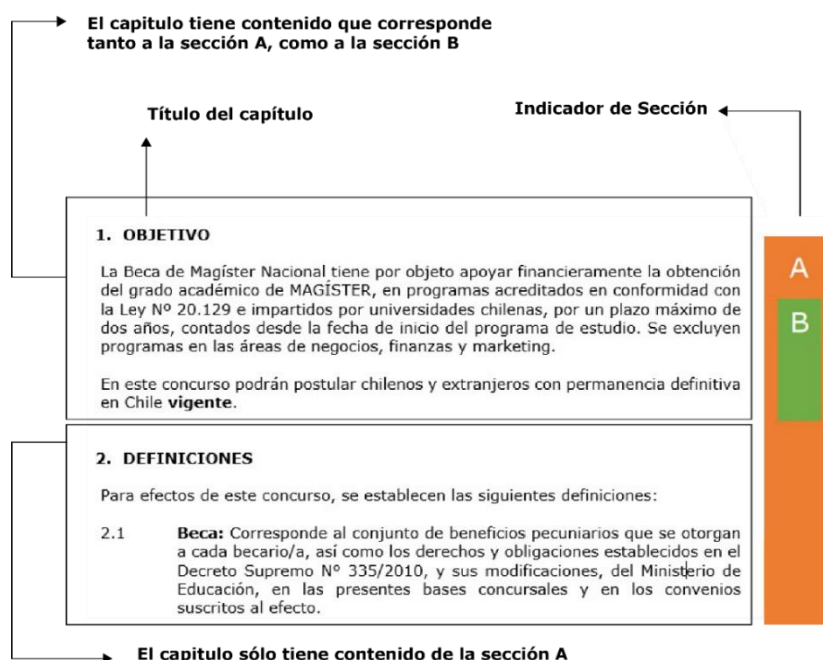 El capitulo tiene contenido que corresponde
tanto a la sección A, como a la sección B
Título del capítulo
Indicador de Sección
1. OBJETIVO
La Beca de Magíster Nacional tiene por objeto apoyar financieramente la obtención
del grado académico de MAGÍSTER, en programas acreditados en conformidad con
la Ley Nº 20.129 e impartidos por universidades chilenas, por un plazo máximo de
dos años, contados desde la fecha de inicio del programa de estudio. Se excluyen
programas en las áreas de negocios, finanzas y marketing.
En este concurso podrán postular chilenos y extranjeros con permanencia definitiva
en Chile vigente.
A
B
2. DEFINICIONES
Para efectos de este concurso, se establecen las siguientes definiciones:
2.1 Beca: Corresponde al conjunto de beneficios pecuniarios que se otorgan
a cada becario/a, así como los derechos y obligaciones establecidos en el
Decreto Supremo Nº 335/2010, y sus modificaciones, del Ministerio de
Educación, en las presentes bases concursales y en los convenios
suscritos al efecto.
El capitulo sólo tiene contenido de la sección A